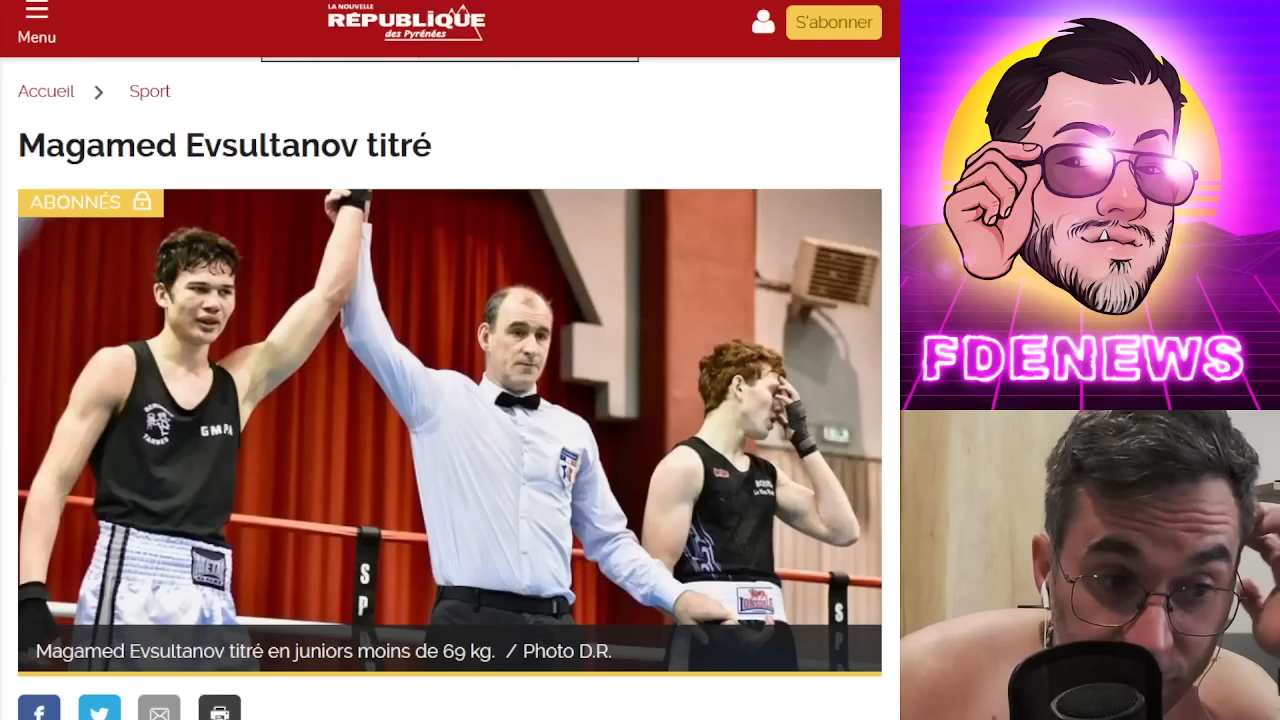 Menu
LA NOUVELLE
RÉPUBLIQUE
des Pyrénées
S'abonner
Accueil
Sport
Magamed Evsultanov titré
ABONNÉS
TARBES
GMPA
LONSDALE
S
P
S
Magamed Evsultanov titré en juniors moins de 69 kg. / Photo D.R.
FDENEWS